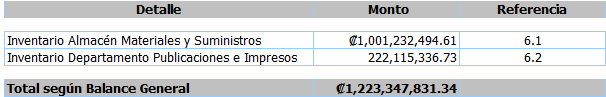 Detalle Monto Referencia
Inventario Almacén Materiales y Suministros ₡1,001,232,494.61 6.1
Inventario Departamento Publicaciones e Impresos 222,115,336.73 6.2
Total según Balance General ₡1,223,347,831.34